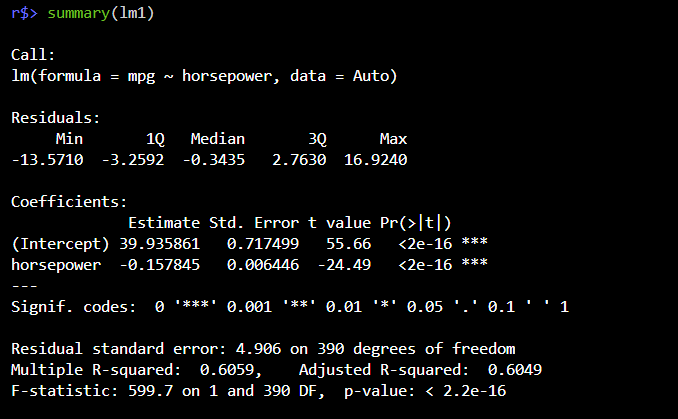 r$> summary(lm1)

Call:
lm(formula = mpg ~ horsepower, data = Auto)

Residuals:
     Min       1Q   Median       3Q      Max
-13.5710  -3.2592  -0.3435   2.7630  16.9240

Coefficients:
             Estimate Std. Error t value Pr(>|t|)
(Intercept) 39.935861   0.717499   55.66   <2e-16 ***
horsepower  -0.157845   0.006446  -24.49   <2e-16 ***
---
Signif. codes:  0 '***' 0.001 '**' 0.01 '*' 0.05 '.' 0.1 ' ' 1

Residual standard error: 4.906 on 390 degrees of freedom
Multiple R-squared:  0.6059,    Adjusted R-squared:  0.6049
F-statistic: 599.7 on 1 and 390 DF,  p-value: < 2.2e-16